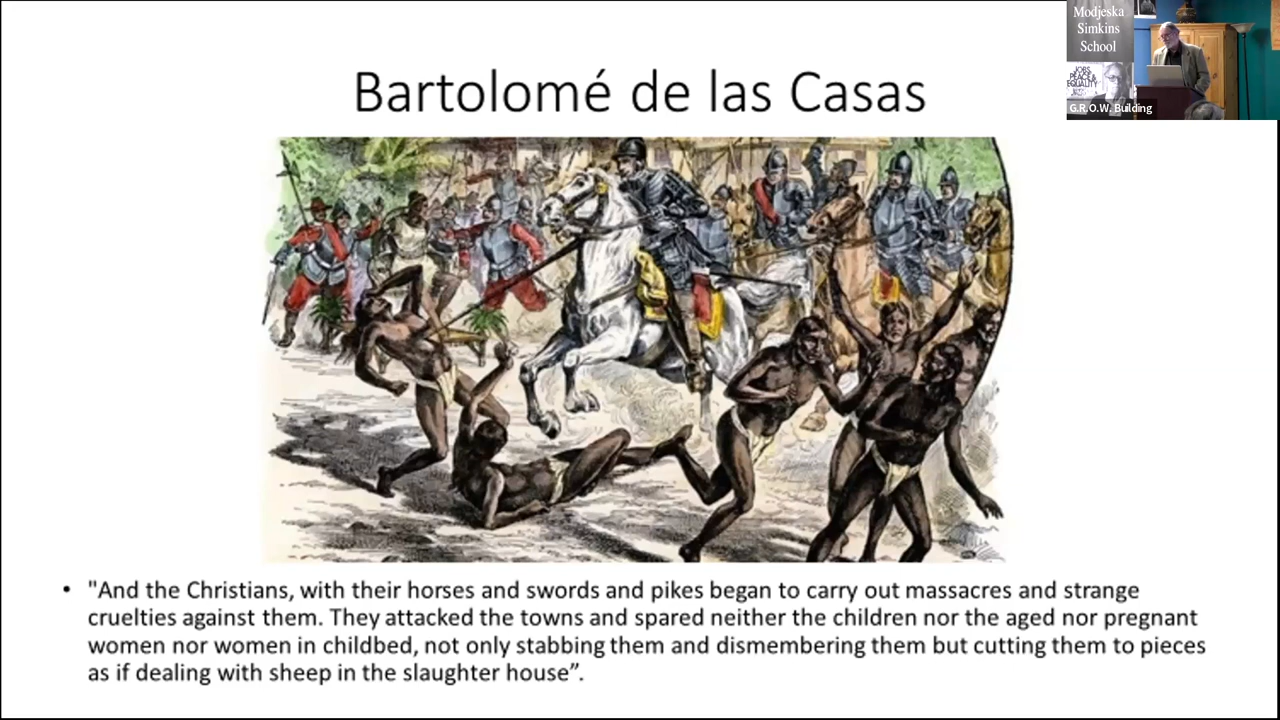 Bartolomé de las Casas
• "And the Christians, with their horses and swords and pikes began to carry out massacres and strange
cruelties against them. They attacked the towns and spared neither the children nor the aged nor pregnant
women nor women in childbed, not only stabbing them and dismembering them but cutting them to pieces
as if dealing with sheep in the slaughter house”.
Modjeska
Simkins
School
JOBS
PEACE &
EQUALITY
G.R.O.W. Building